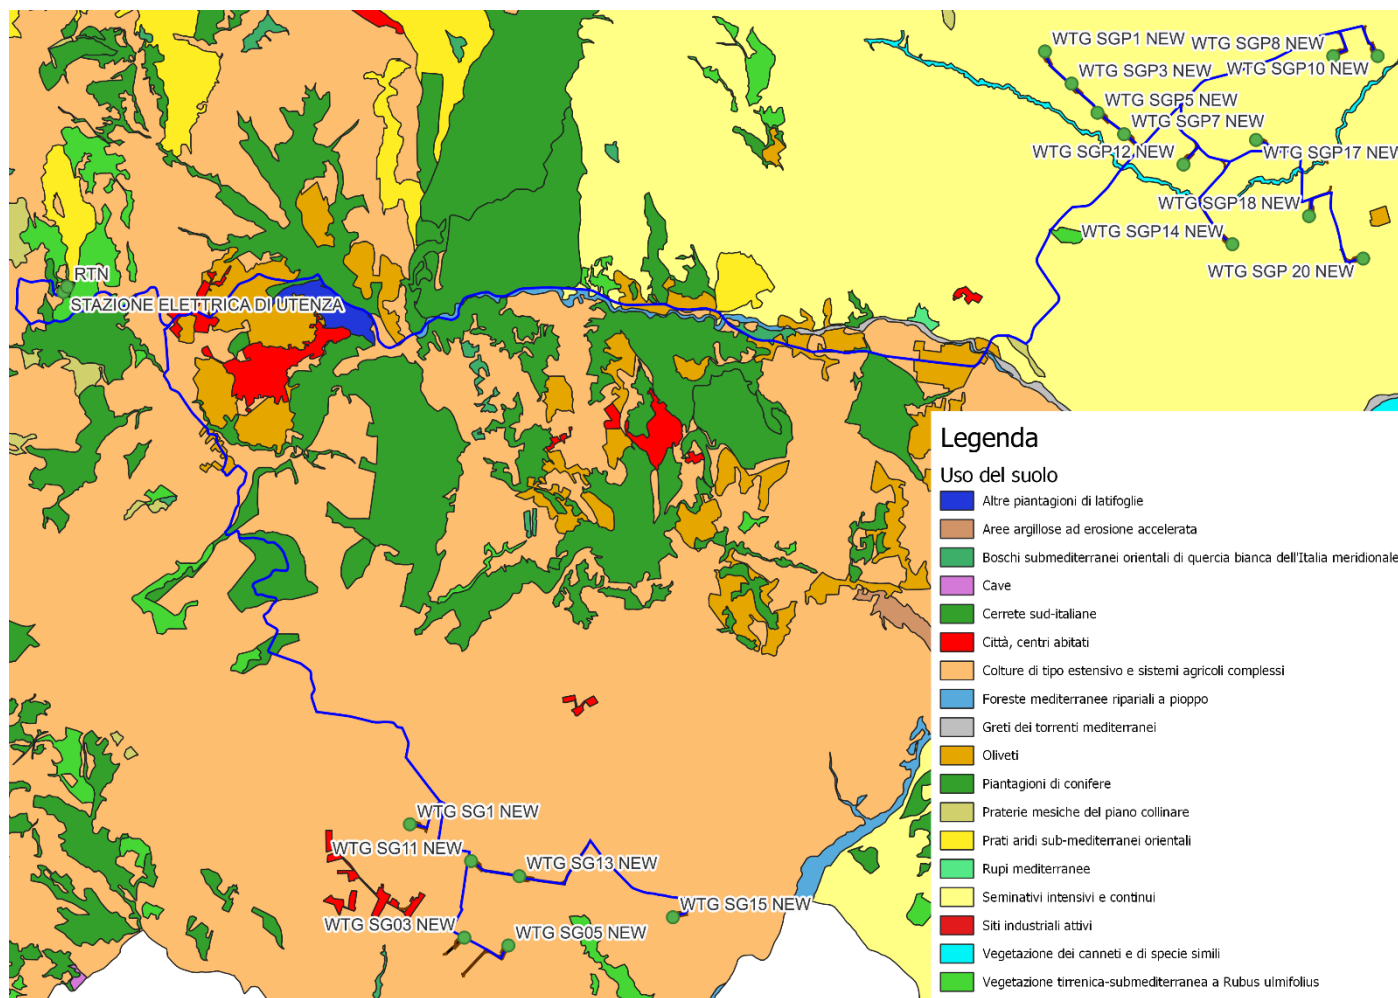 WTG SGP1 NEW
WTG SGP8 NEW
WTG SGP3 NEW
WTG SGP10 NEW
WTG SGP5 NEW
WTG SGP7 NEW
WTG SGP12 NEW
WTG SGP17 NEW
WTG SGP18 NEW
WTG SGP14 NEW
WTG SGP 20 NEW
RTN
STAZIONE ELETTRICA DI UTENZA
WTG SG1 NEW
WTG SG11 NEW
WTG SG13 NEW
WTG SG15 NEW
WTG SG03 NEW
WTG SG05 NEW
Legenda
Uso del suolo
Altre piantagioni di latifoglie
Aree argillose ad erosione accelerata
Boschi submediterranei orientali di quercia bianca dell'Italia meridionale
Cave
Cerrete sud-italiane
Città, centri abitati
Colture di tipo estensivo e sistemi agricoli complessi
Foreste mediterranee ripariali a pioppo
Greti dei torrenti mediterranei
Oliveti
Piantagioni di conifere
Praterie mesiche del piano collinare
Prati aridi sub-mediterranei orientali
Rupi mediterranee
Seminativi intensivi e continui
Siti industriali attivi
Vegetazione dei canneti e di specie simili
Vegetazione tirrenica-submediterranea a Rubus ulmifolius